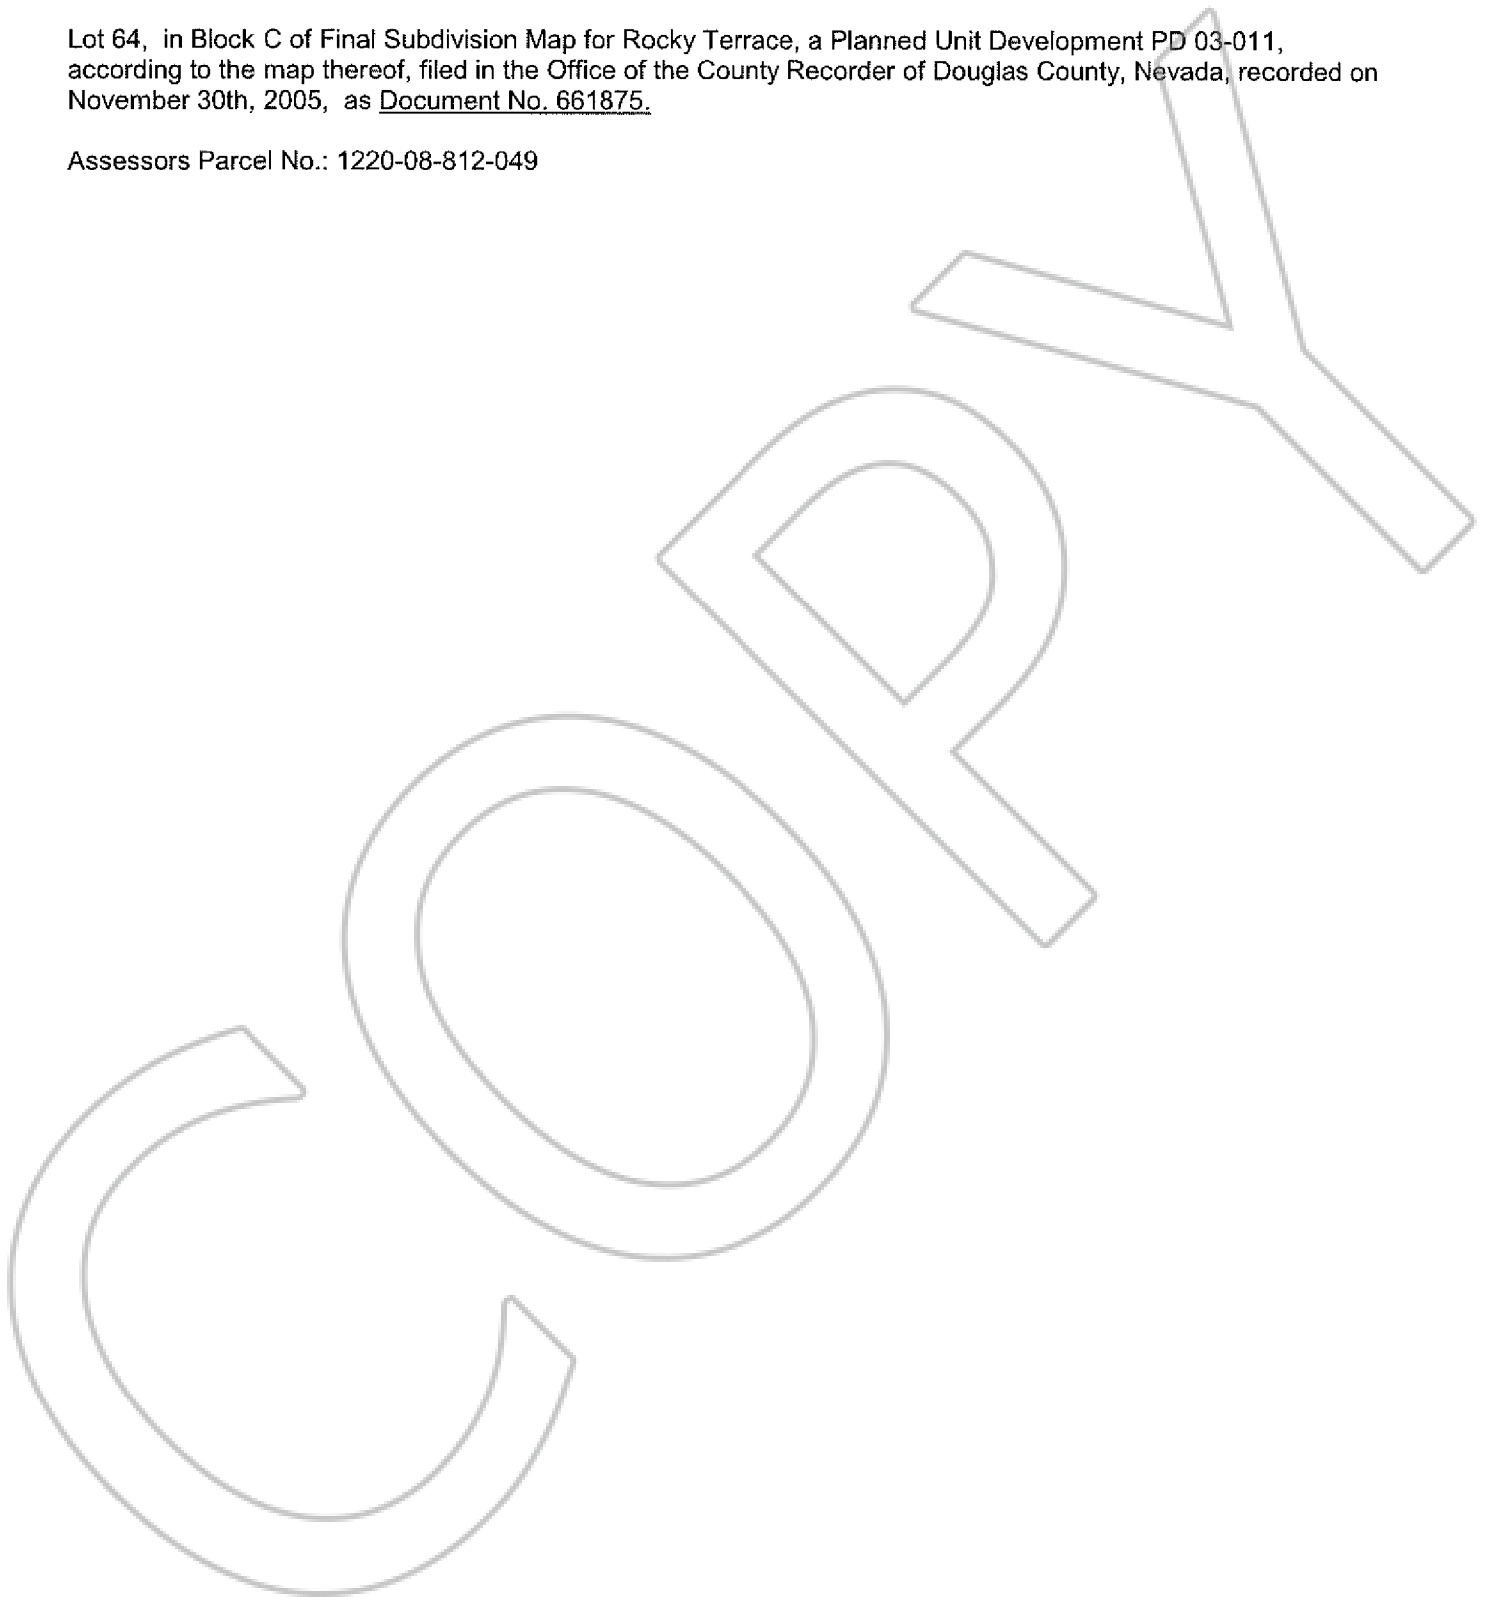 Lot 64, in Block C of Final Subdivision Map for Rocky Terrace, a Planned Unit Development PD 03-011,
according to the map thereof, filed in the Office of the County Recorder of Douglas County, Nevada, recorded on
November 30th, 2005, as Document No. 661875.
Assessors Parcel No.: 1220-08-812-049
COPY